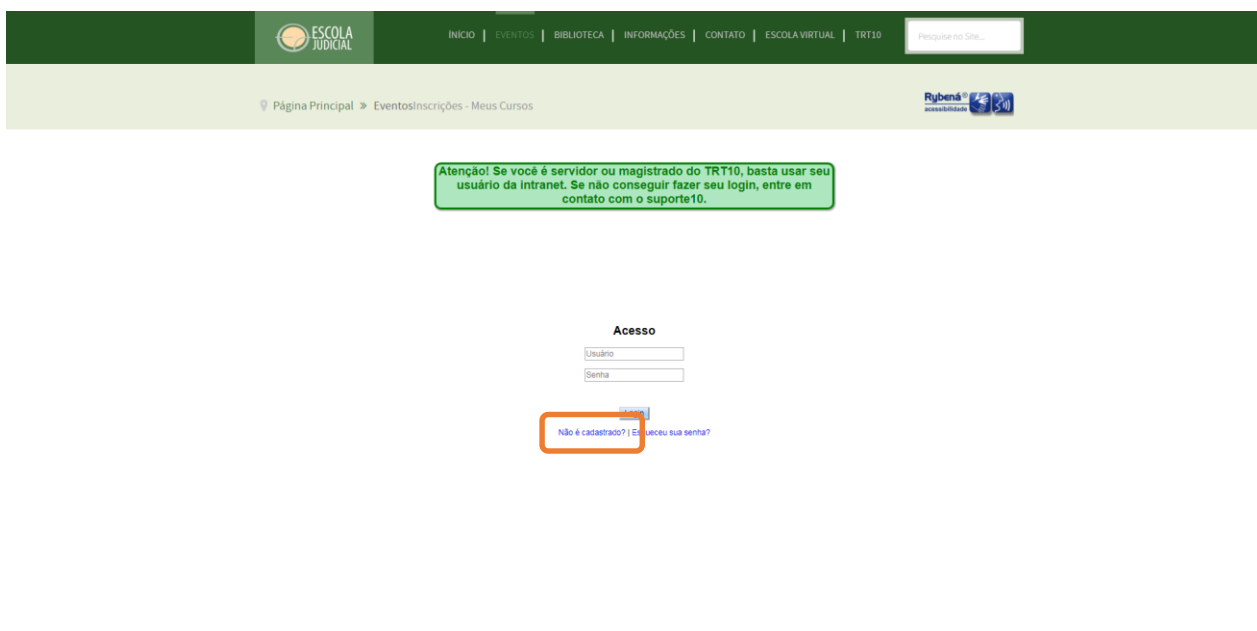 ESCOLA
JUDICIAL
INÍCIO | EVENTOS | BIBLIOTECA | INFORMAÇÕES | CONTATO | ESCOLA VIRTUAL | TRT10
Pesquise no Site...
Página Principal » EventosInscrições - Meus Cursos
Rybená®
acessibilidade
Atenção! Se você é servidor ou magistrado do TRT10, basta usar seu
usuário da intranet. Se não conseguir fazer seu login, entre em
contato com o suporte10.
Acesso
Usuário
Senha
Login
Não é cadastrado? | Esqueceu sua senha?